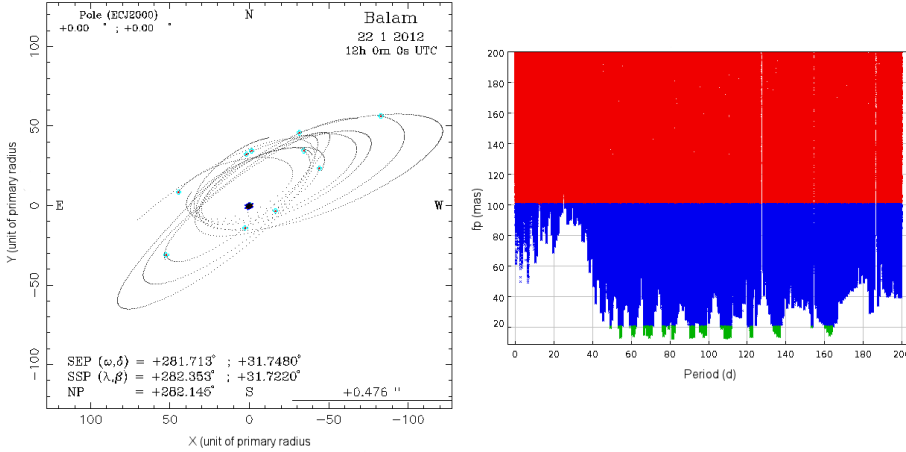 Pole (ECJ2000)
+0.00 ° ; +0.00 °
N
Balam
22 1 2012
12h 0m 0s UTC
100
50
0
−50
−100
Y (unit of primary radius
E
W
SEP (ω,δ) = +281.713° ; +31.7480°
SSP (λ,β) = +282.353° ; +31.7220°
NP = +282.145° S
+0.476 "
100 50 0 −50 −100
X (unit of primary radius
200
180
160
140
120
100
80
60
40
20
fp (mas)
0 20 40 60 80 100 120 140 160 180 200
Period (d)